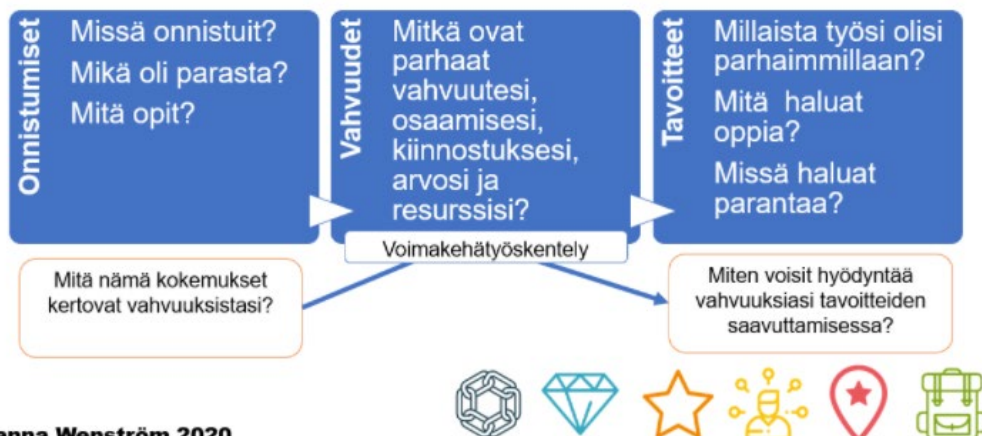 Onnistumiset
Missä onnistuit?
Mikä oli parasta?
Mitä opit?
Vahvuudet
Mitkä ovat
parhaat
vahvuutesi,
osaamisesi,
kiinnostuksesi,
arvosi ja
resurssisi?
Tavoitteet
Millaista työsi olisi
parhaimmillaan?
Mitä haluat
oppia?
Missä haluat
parantaa?
Voimakehätyöskentely
Mitä nämä kokemukset
kertovat vahvuuksistasi?
Miten voisit hyödyntää
vahvuuksiasi tavoitteiden
saavuttamisessa?
Wenström 2020